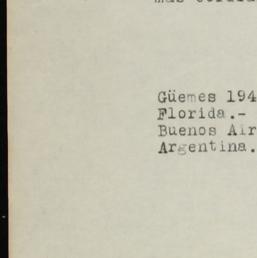 Güemes 194
Florida.-
Buenos Air
Argentina.